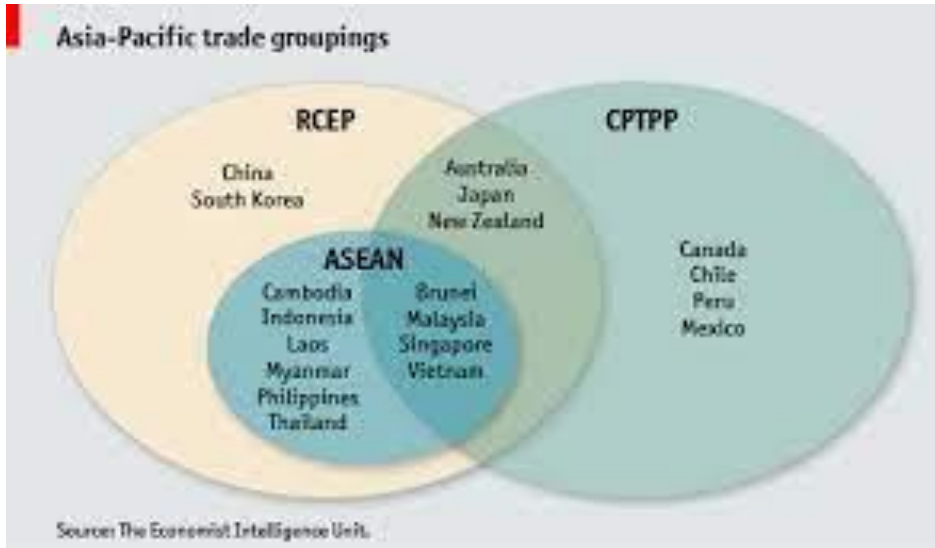 Asia-Pacific trade groupings
RCEP
CPTPP
China
South Korea
Australia
Japan
New Zealand
ASEAN
Cambodia
Indonesia
Laos
Myanmar
Philippines
Thailand
Brunei
Malaysia
Singapore
Vietnam
Canada
Chile
Peru
Mexico
Source: The Economist Intelligence Unit.